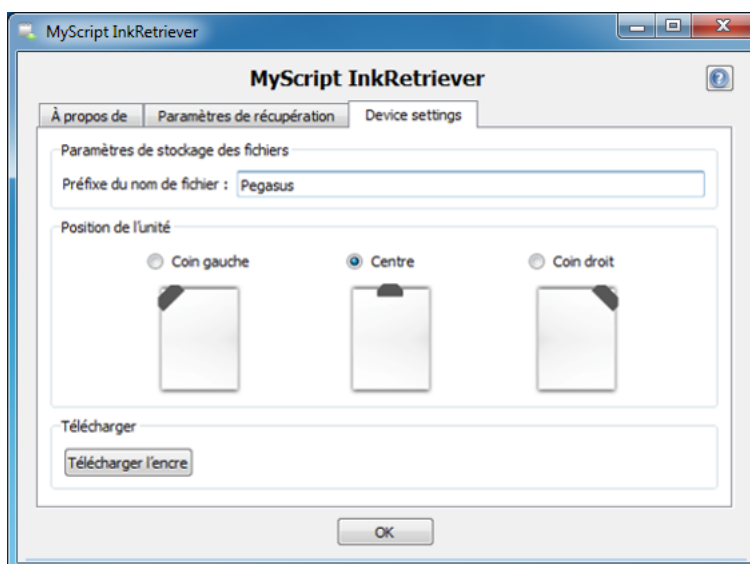 MyScript InkRetriever
MyScript InkRetriever
À propos de Paramètres de récupération Device settings
Paramètres de stockage des fichiers
Préfixe du nom de fichier : Pegasus
Position de l'unité
Coin gauche Centre Coin droit
Télécharger
Télécharger l'encre
OK